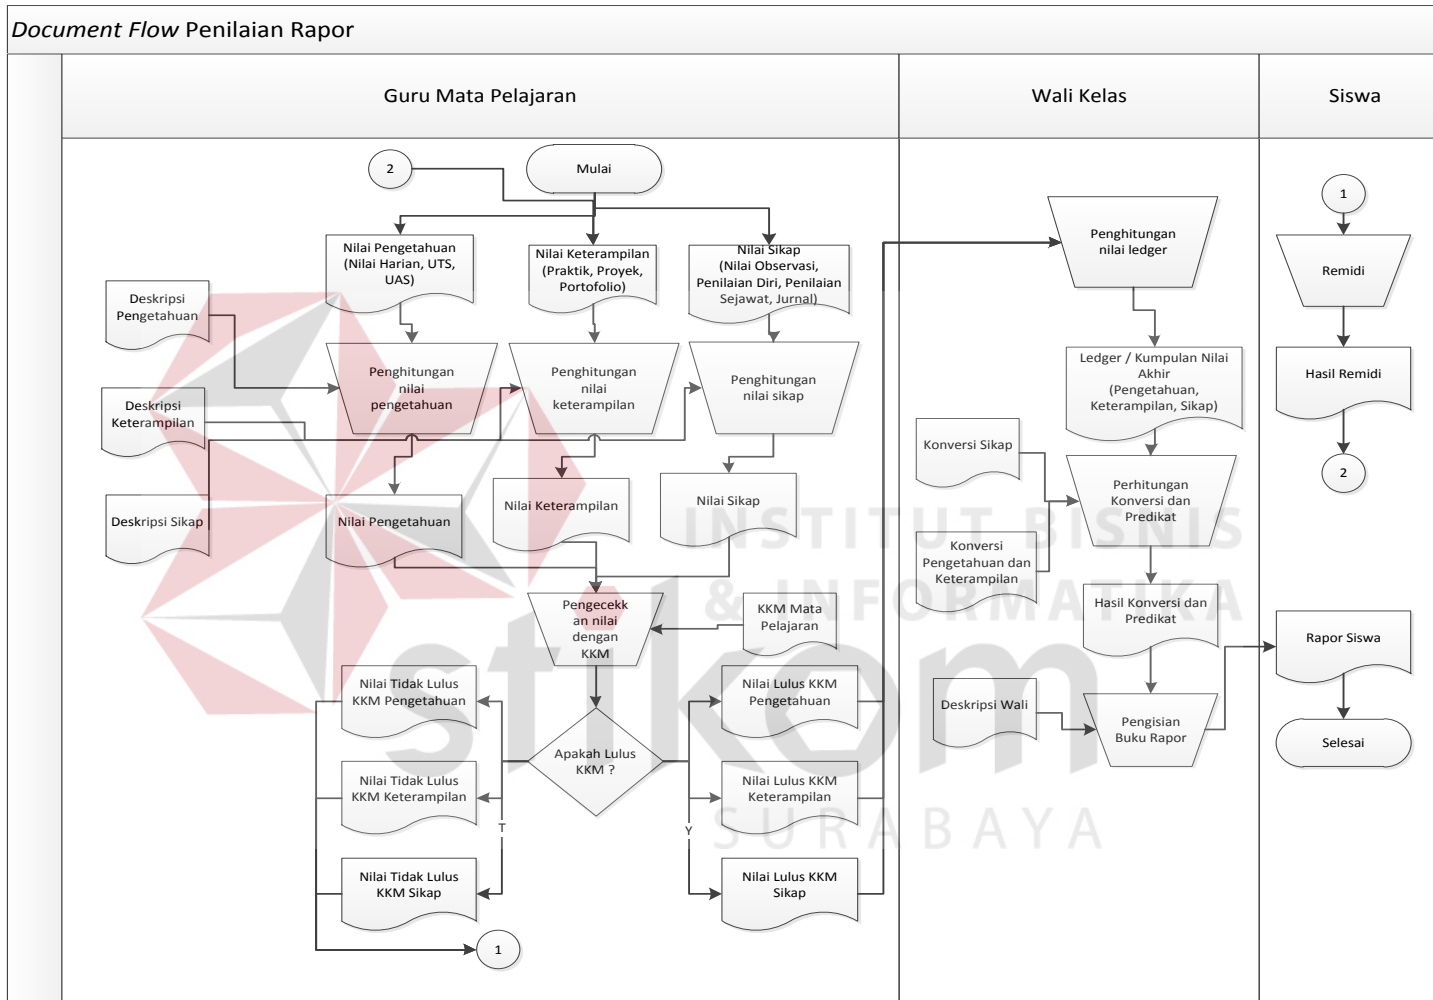 Document Flow Penilaian Rapor
Guru Mata Pelajaran
Wali Kelas
Siswa
2
Mulai
Nilai Pengetahuan
(Nilai Harian, UTS,
UAS)
Nilai Keterampilan
(Praktik, Proyek,
Portofolio)
Nilai Sikap
(Nilai Observasi,
Penilaian Diri, Penilaian
Sejawat, Jurnal)
Deskripsi
Pengetahuan
Penghitungan
nilai
pengetahuan
Penghitungan
nilai
keterampilan
Penghitungan
nilai sikap
Deskripsi
Keterampilan
Deskripsi Sikap
Nilai Pengetahuan
Nilai Keterampilan
Nilai Sikap
Pengecekk
an nilai
dengan
KKM
KKM Mata
Pelajaran
Nilai Tidak Lulus
KKM Pengetahuan
Nilai Lulus KKM
Pengetahuan
Apakah Lulus
KKM ?
Nilai Tidak Lulus
KKM Keterampilan
Nilai Lulus KKM
Keterampilan
T
Y
Nilai Tidak Lulus
KKM Sikap
Nilai Lulus KKM
Sikap
1
Penghitungan
nilai ledger
Ledger / Kumpulan Nilai
Akhir
(Pengetahuan,
Keterampilan, Sikap)
Konversi Sikap
Perhitungan
Konversi dan
Predikat
Konversi
Pengetahuan dan
Keterampilan
Hasil Konversi dan
Predikat
Deskripsi Wali
Pengisian
Buku Rapor
1
Remidi
Hasil Remidi
2
Rapor Siswa
Selesai
INSTITUT BISNIS
& INFORMATIKA
stikom
SURABAYA